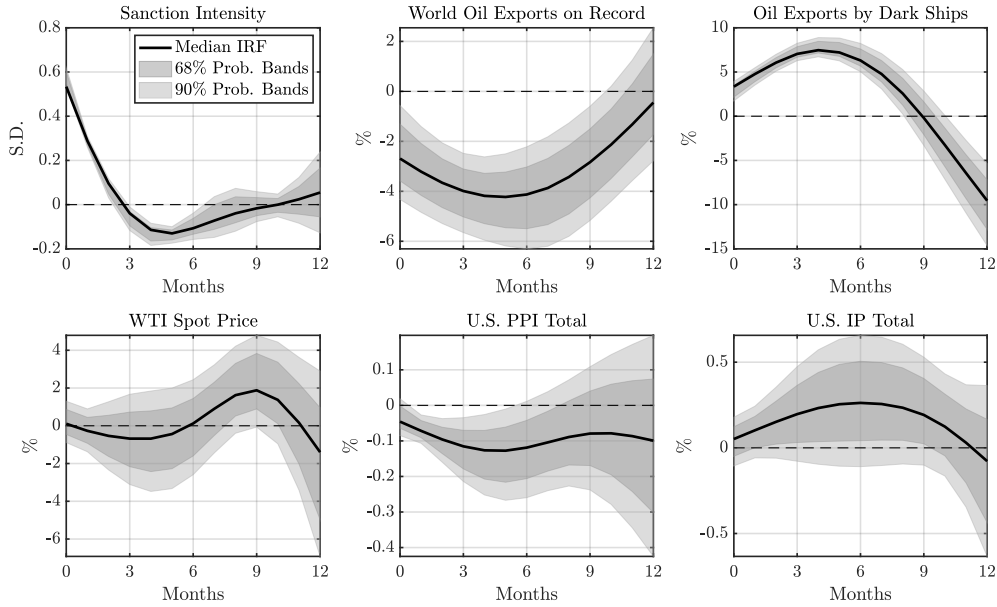 Sanction Intensity
S.D.
0.8
0.6
0.4
0.2
0
-0.2
Median IRF
68% Prob. Bands
90% Prob. Bands
0 3 6 9 12
Months
World Oil Exports on Record
%
2
0
-2
-4
-6
0 3 6 9 12
Months
Oil Exports by Dark Ships
%
10
5
0
-5
-10
-15
0 3 6 9 12
Months
WTI Spot Price
%
4
2
0
-2
-4
-6
0 3 6 9 12
Months
U.S. PPI Total
%
0.1
0
-0.1
-0.2
-0.3
-0.4
0 3 6 9 12
Months
U.S. IP Total
%
0.5
0
-0.5
0 3 6 9 12
Months